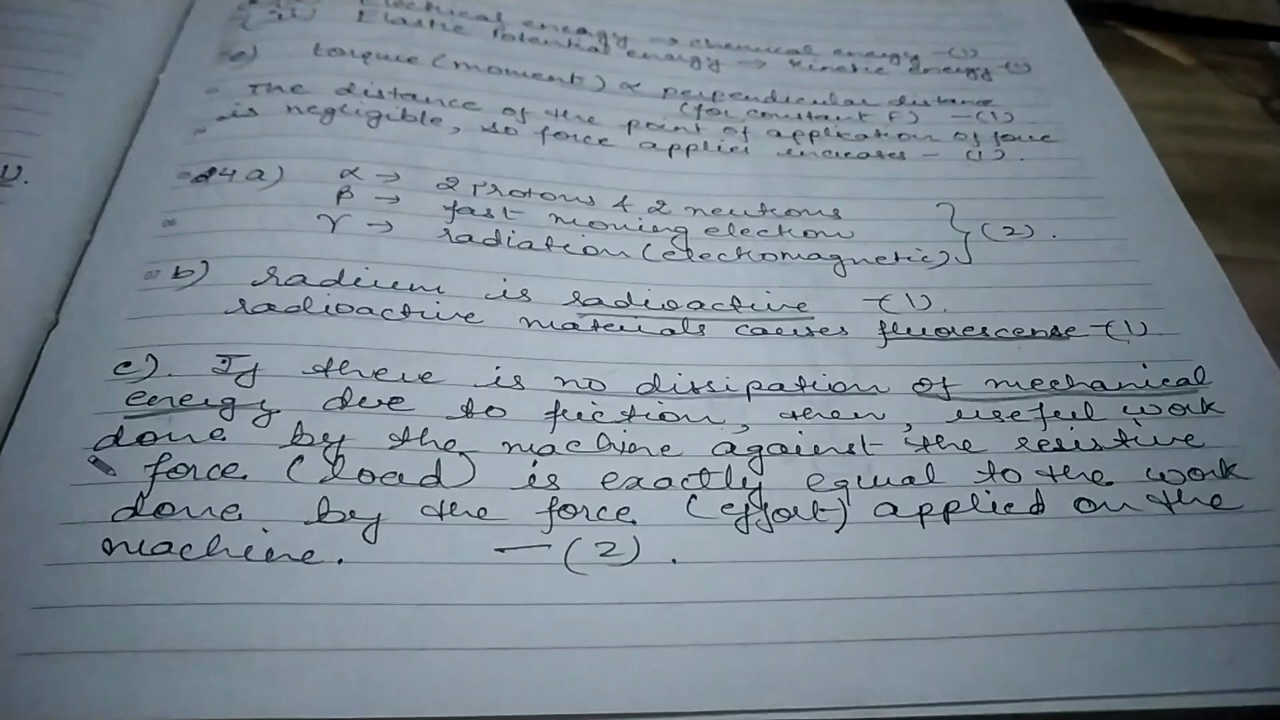 Electrical energy → chemical energy -(1)
(ii) Elastic Potential energy → kinetic energy -(1)
e) torque (moment) ∝ perpendicular distance
(for constant F) -(1)
The distance of the point of application of force
is negligible, so force applied increases - (1).
1).
Q4 a) α → 2 Protons & 2 neutrons
β → fast moving electron
γ → radiation (electromagnetic) } (2).
b) radium is radioactive -(1).
radioactive materials causes fluorescense -(1)
c). If there is no dissipation of mechanical
energy due to friction, then, useful work
done by the machine against the resistive
force (load) is exactly equal to the work
done by the force (effort) applied on the
machine. -(2).